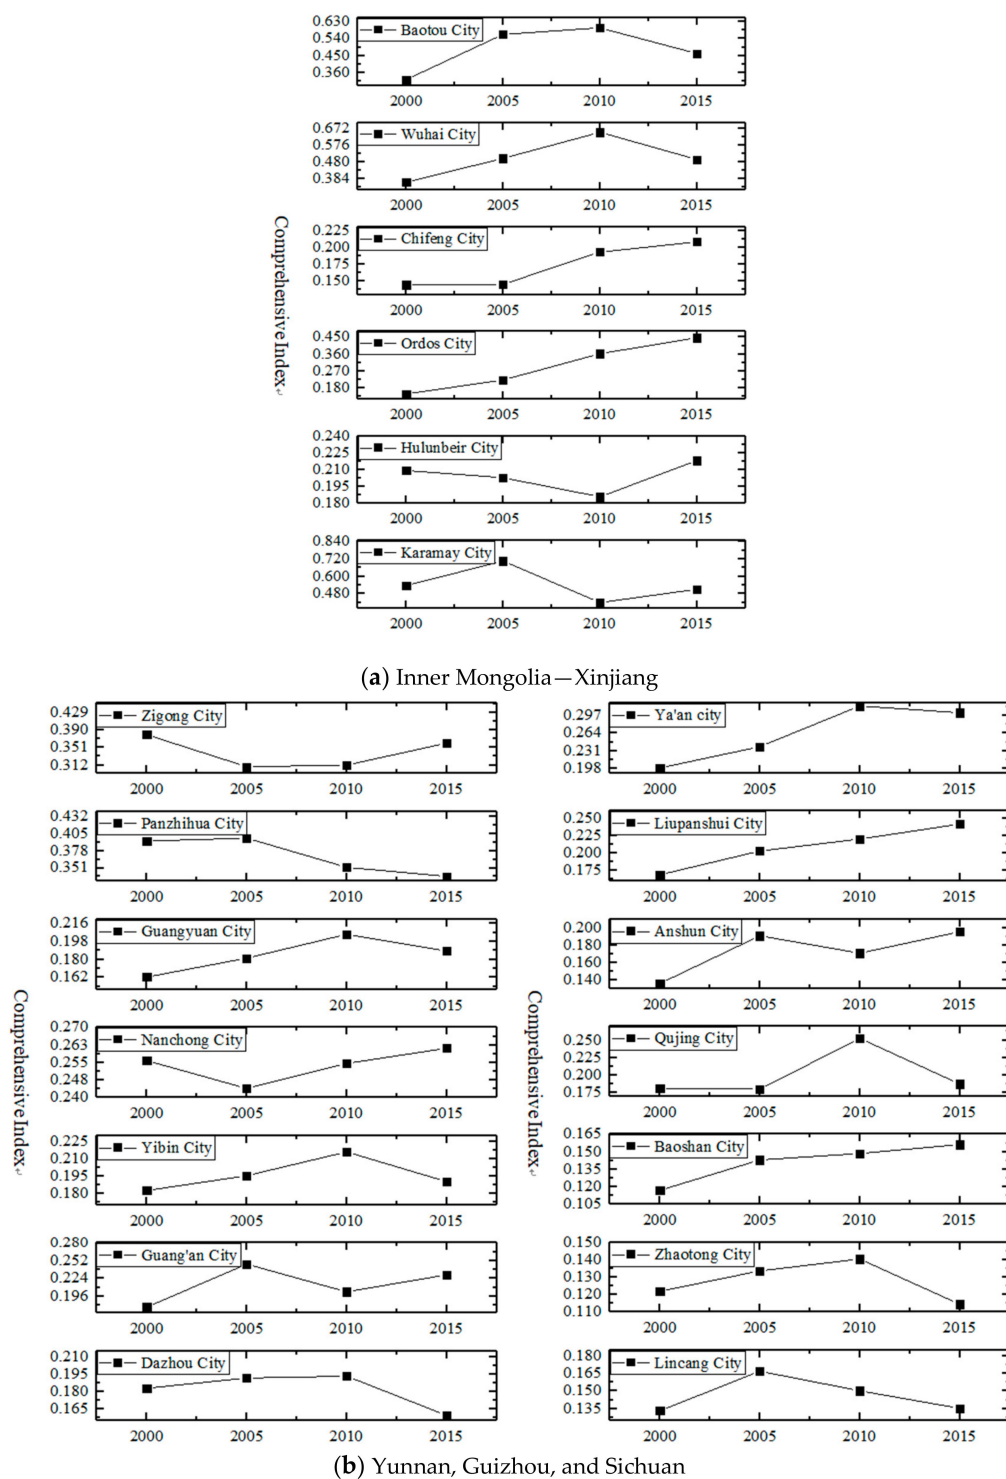 Comprehensive Index
Baotou City
0.630
0.540
0.450
0.360
2000 2005 2010 2015
Wuhai City
0.672
0.576
0.480
0.384
2000 2005 2010 2015
Chifeng City
0.225
0.200
0.175
0.150
2000 2005 2010 2015
Ordos City
0.450
0.360
0.270
0.180
2000 2005 2010 2015
Hulunbeir City
0.240
0.225
0.210
0.195
0.180
2000 2005 2010 2015
Karamay City
0.840
0.720
0.600
0.480
2000 2005 2010 2015
(a) Inner Mongolia—Xinjiang
Comprehensive Index
Zigong City
0.429
0.390
0.351
0.312
2000 2005 2010 2015
Panzhihua City
0.432
0.405
0.378
0.351
2000 2005 2010 2015
Guangyuan City
0.216
0.198
0.180
0.162
2000 2005 2010 2015
Nanchong City
0.270
0.263
0.255
0.248
0.240
2000 2005 2010 2015
Yibin City
0.225
0.210
0.195
0.180
2000 2005 2010 2015
Guang'an City
0.280
0.252
0.224
0.196
2000 2005 2010 2015
Dazhou City
0.210
0.195
0.180
0.165
2000 2005 2010 2015
Comprehensive Index
Ya'an city
0.297
0.264
0.231
0.198
2000 2005 2010 2015
Liupanshui City
0.250
0.225
0.200
0.175
2000 2005 2010 2015
Anshun City
0.200
0.180
0.160
0.140
2000 2005 2010 2015
Qujing City
0.250
0.225
0.200
0.175
2000 2005 2010 2015
Baoshan City
0.165
0.150
0.135
0.120
0.105
2000 2005 2010 2015
Zhaotong City
0.150
0.140
0.130
0.120
0.110
2000 2005 2010 2015
Lincang City
0.180
0.165
0.150
0.135
2000 2005 2010 2015
(b) Yunnan, Guizhou, and Sichuan